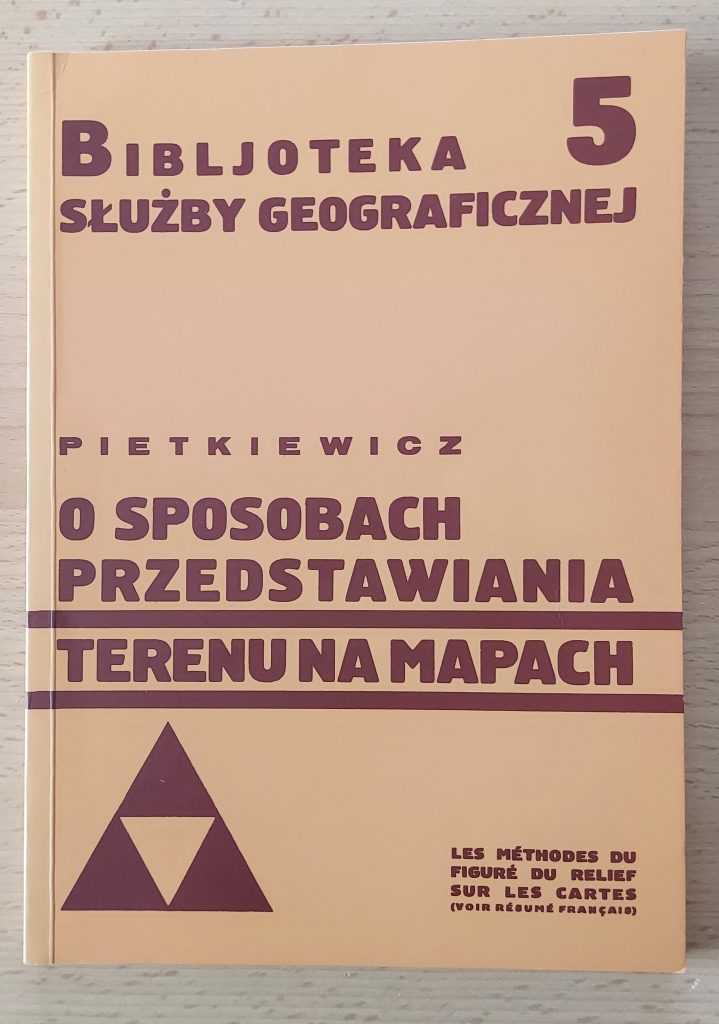 BIBLJOTEKA 5
SŁUŻBY GEOGRAFICZNEJ
PIETKIEWICZ
O SPOSOBACH
PRZEDSTAWIANIA
TERENU NA MAPACH
LES MÉTHODES DU
FIGURÉ DU RELIEF
SUR LES CARTES
(VOIR RÉSUMÉ FRANÇAIS)